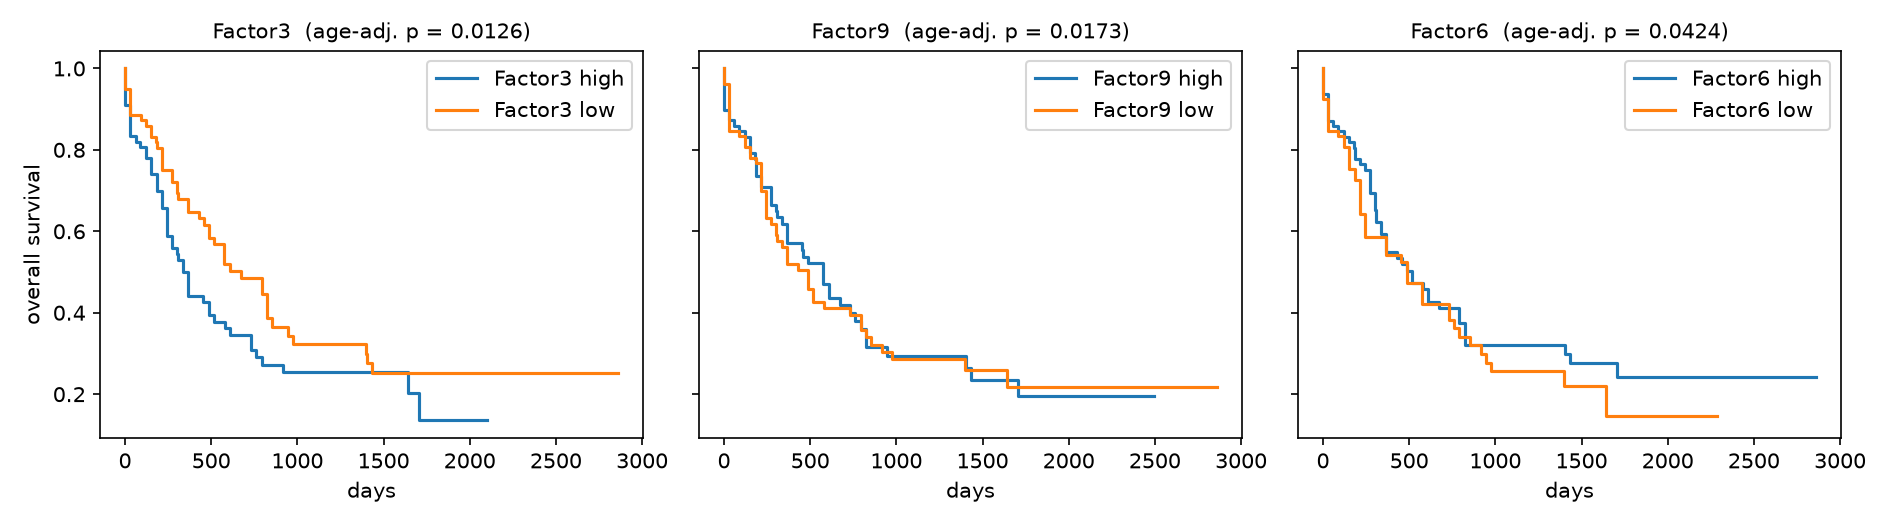 Factor3 (age-adj. p = 0.0126)
Factor3 high
Factor3 low
overall survival
1.0
0.8
0.6
0.4
0.2
0 500 1000 1500 2000 2500 3000
days
Factor9 (age-adj. p = 0.0173)
Factor9 high
Factor9 low
0 500 1000 1500 2000 2500 3000
days
Factor6 (age-adj. p = 0.0424)
Factor6 high
Factor6 low
0 500 1000 1500 2000 2500 3000
days